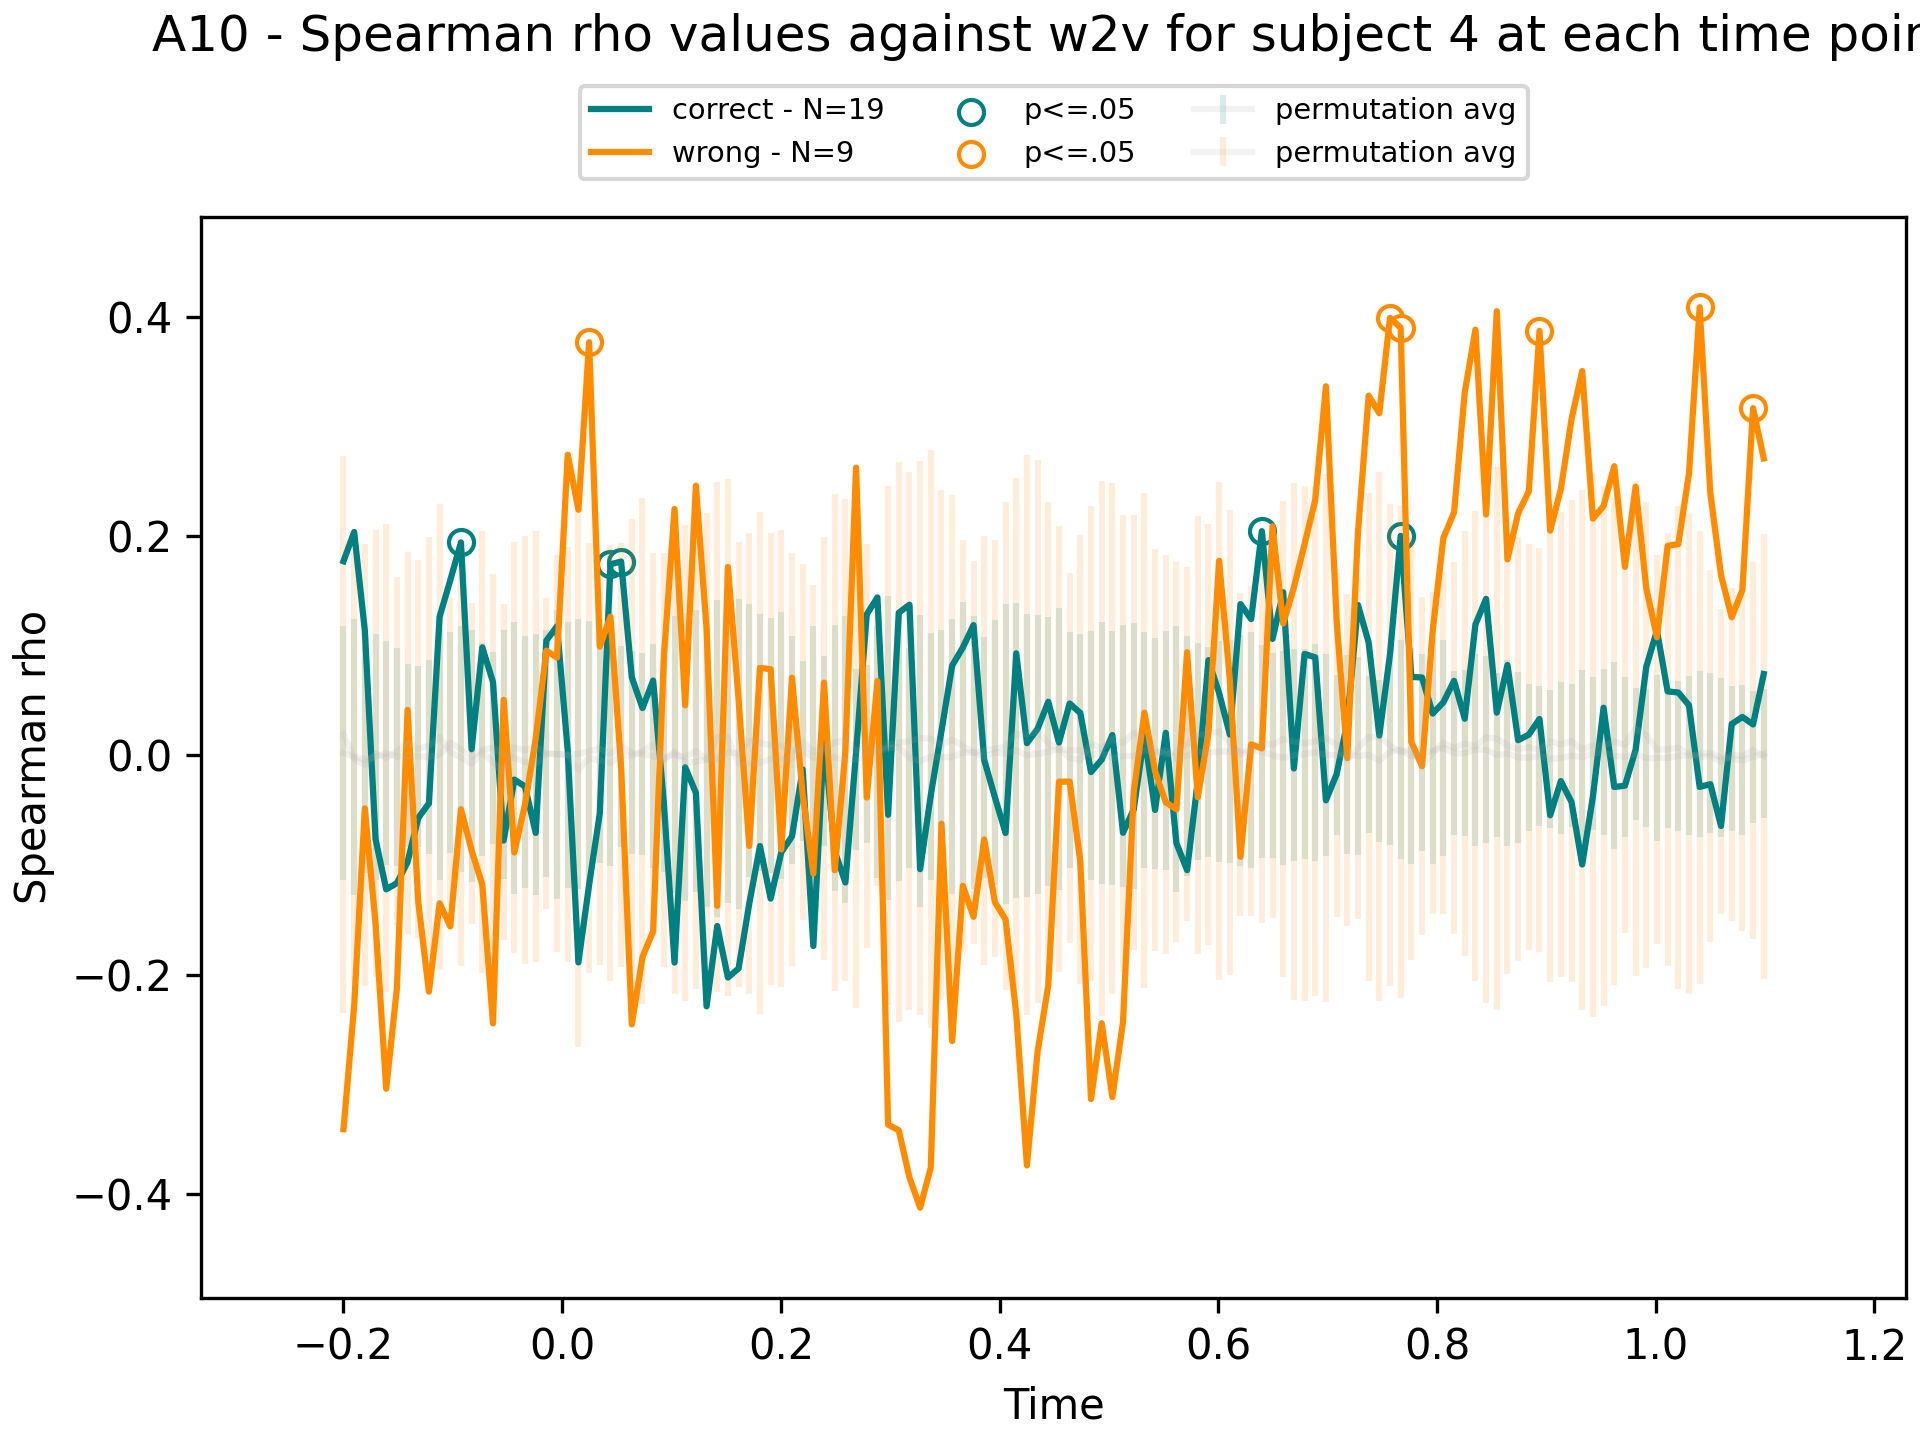 A10 - Spearman rho values against w2v for subject 4 at each time
correct - N=19
wrong - N=9
p<=.05
p<=.05
permutation avg
permutation avg
Spearman rho
0.4
0.2
0.0
−0.2
−0.4
−0.2 0.0 0.2 0.4 0.6 0.8 1.0 1.2
Time